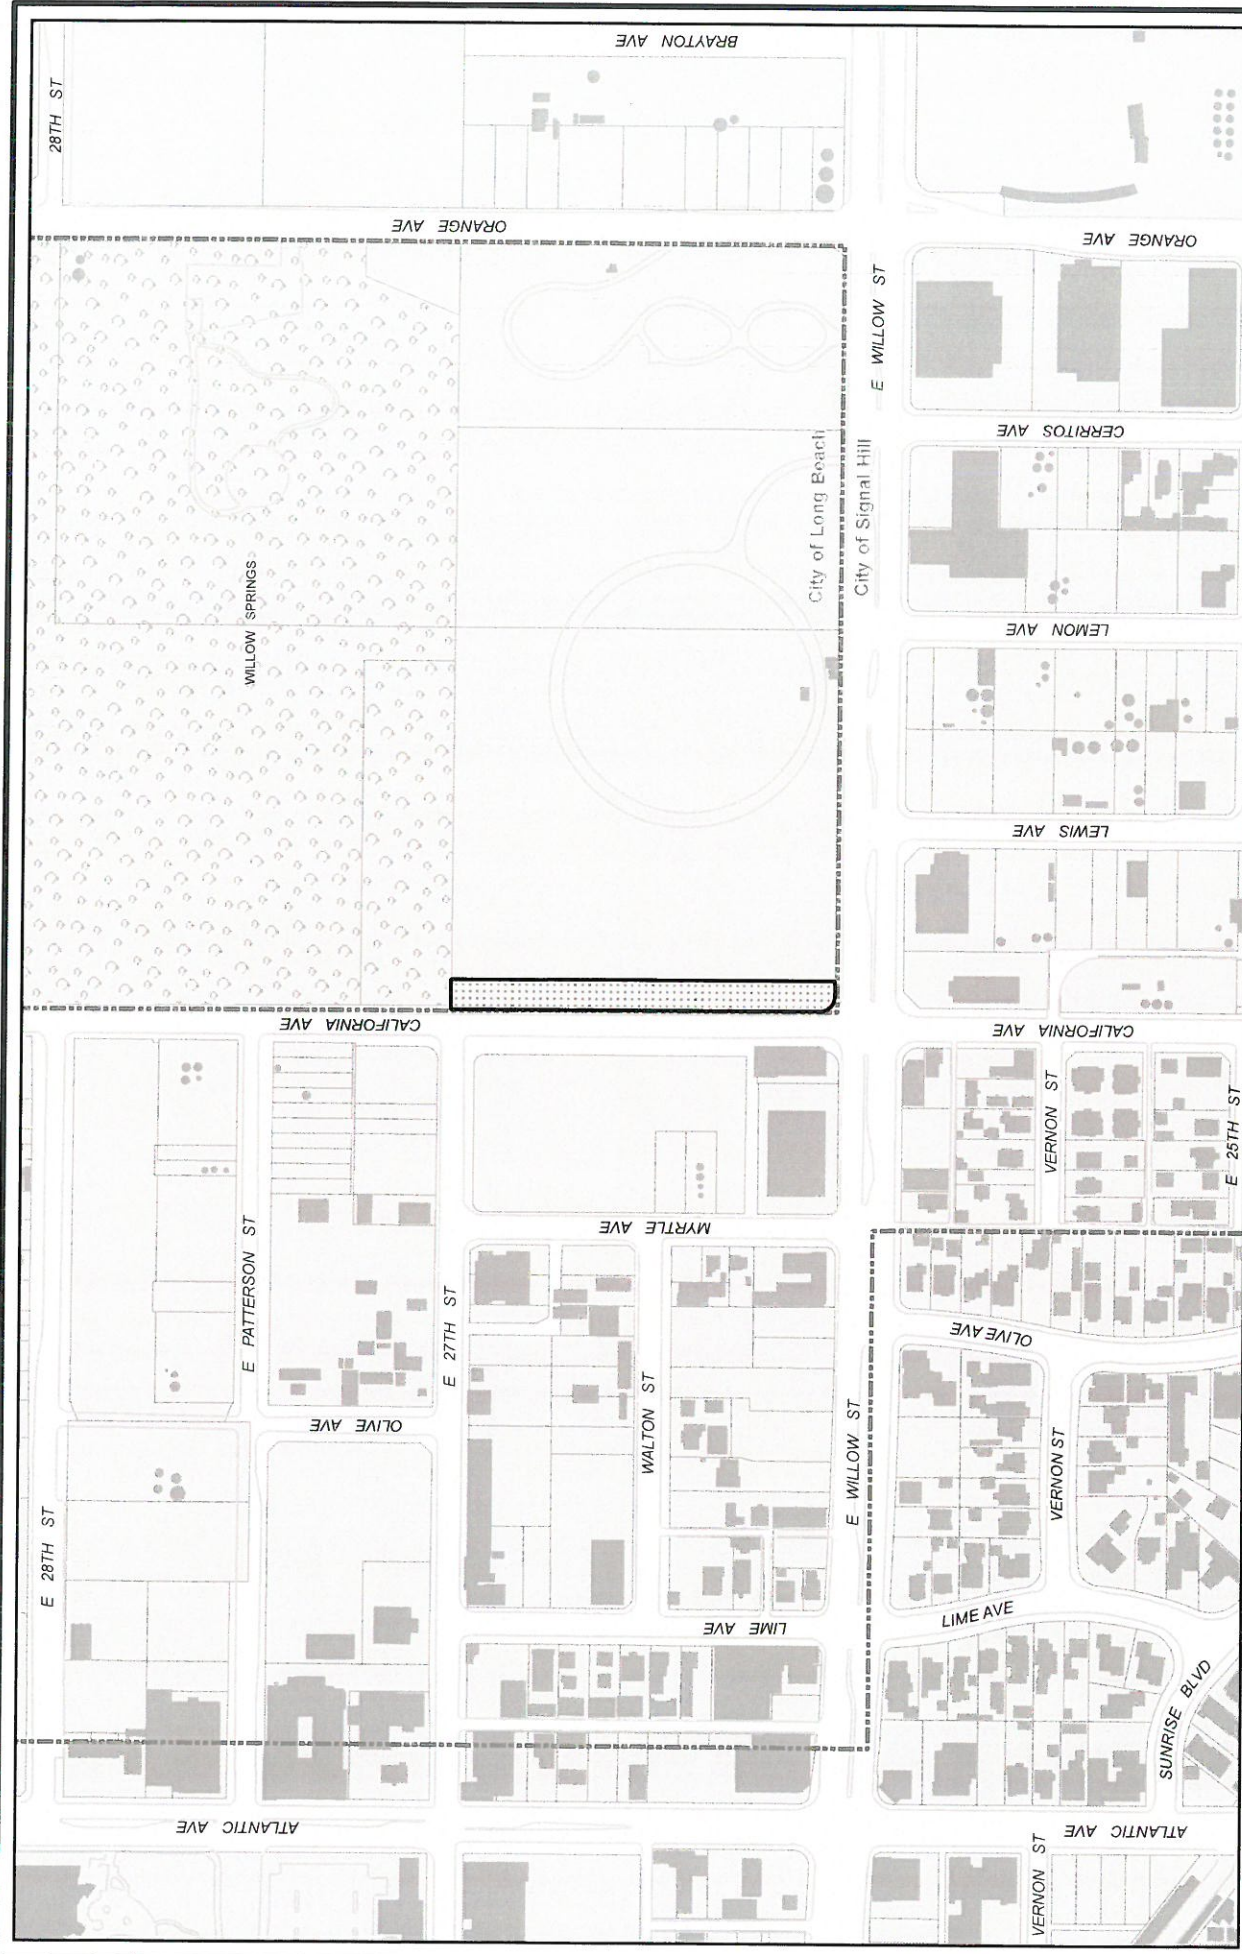 BRAYTON AVE
28TH ST
ORANGE AVE
ORANGE AVE
E WILLOW ST
CERRITOS AVE
City of Long Beach
City of Signal Hill
WILLOW SPRINGS
LEMON AVE
LEWIS AVE
CALIFORNIA AVE
CALIFORNIA AVE
VERNON ST
E 25TH ST
MYRTLE AVE
E PATTERSON ST
E 27TH ST
OLIVE AVE
WALTON ST
OLIVE AVE
E WILLOW ST
VERNON ST
E 28TH ST
LIME AVE
LIME AVE
SUNRISE BLVD
ATLANTIC AVE
ATLANTIC AVE
VERNON ST